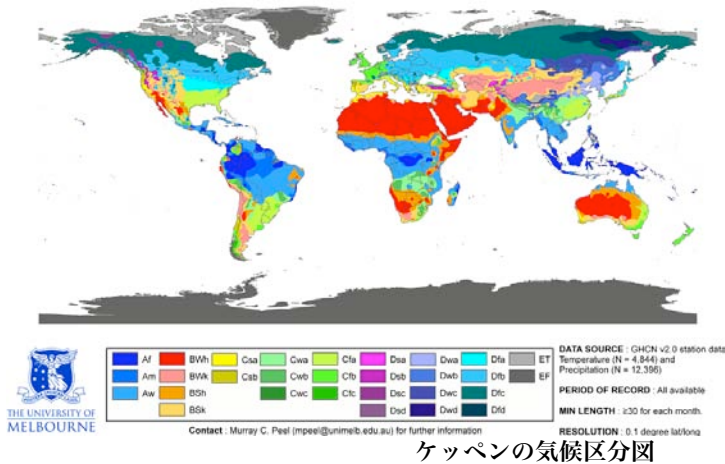 Af BWh Csa Cwa Cfa Dsa Dwa Dfa ET
Am BWk Csb Cwb Cfb Dsb Dwb Dfb EF
Aw BSh Cwc Cfc Dsc Dwc Dfc
BSk Dsd Dwd Dfd
DATA SOURCE : GHCN v2.0 station data
Temperature (N = 4,844) and
Precipitation (N = 12,396)
PERIOD OF RECORD : All available
MIN LENGTH : ≥30 for each month.
RESOLUTION : 0.1 degree lat/long
THE UNIVERSITY OF
MELBOURNE
Contact : Murray C. Peel (mpeel@unimelb.edu.au) for further information
ケッペンの気候区分図